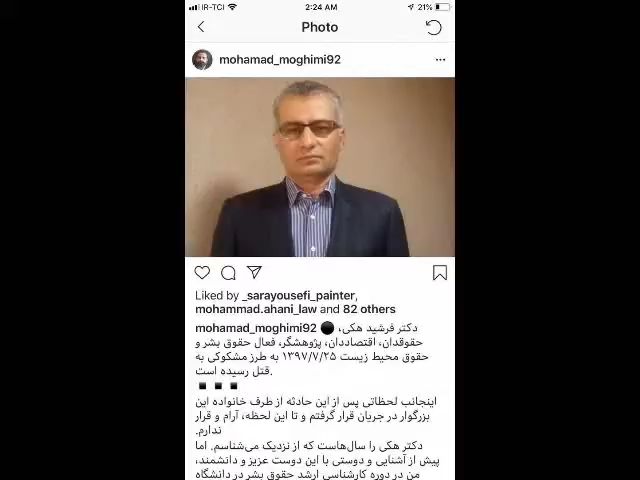 IR-TCI 2:24 AM 21%
Photo
mohamad_moghimi92
Liked by _sarayousefi_painter,
mohammad.ahani_law and 82 others
mohamad_moghimi92 ⚫ دکتر فرشید هکی،
حقوقدان، اقتصاددان، پژوهشگر، فعال حقوق بشر و
حقوق محیط زیست ۱۳۹۷/۷/۲۵ به طرز مشکوکی به
قتل رسیده است.
◾◾◾
اینجانب لحظاتی پس از این حادثه از طرف خانواده این
بزرگوار در جریان قرار گرفتم و تا این لحظه، آرام و قرار
ندارم.
دکتر هکی را سال‌هاست که از نزدیک می‌شناسم. اما
پیش از آشنایی و دوستی با این دوست عزیز و دانشمند،
من در دوره کارشناسی ارشد حقوق بشر در دانشگاه